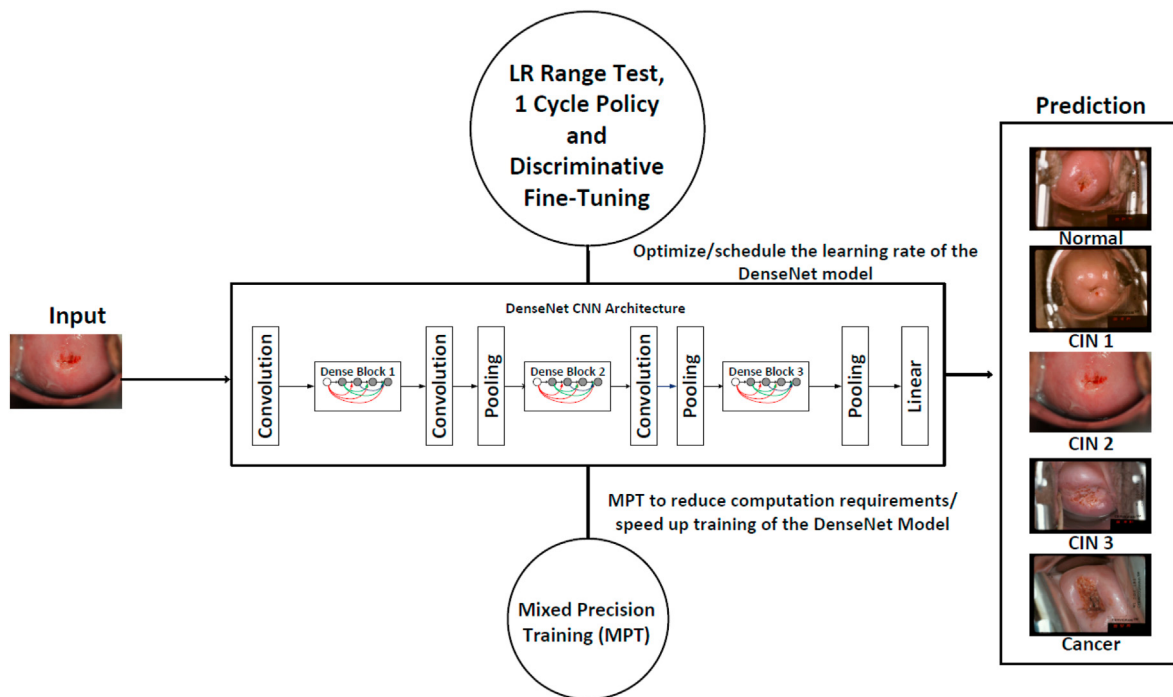 LR Range Test,
1 Cycle Policy
and
Discriminative
Fine-Tuning
Prediction
Normal
Optimize/schedule the learning rate of the
DenseNet model
Input
DenseNet CNN Architecture
Convolution
Dense Block 1
Convolution
Pooling
Dense Block 2
Convolution
Pooling
Dense Block 3
Pooling
Linear
CIN 1
CIN 2
MPT to reduce computation requirements/
speed up training of the DenseNet Model
CIN 3
Mixed Precision
Training (MPT)
Cancer